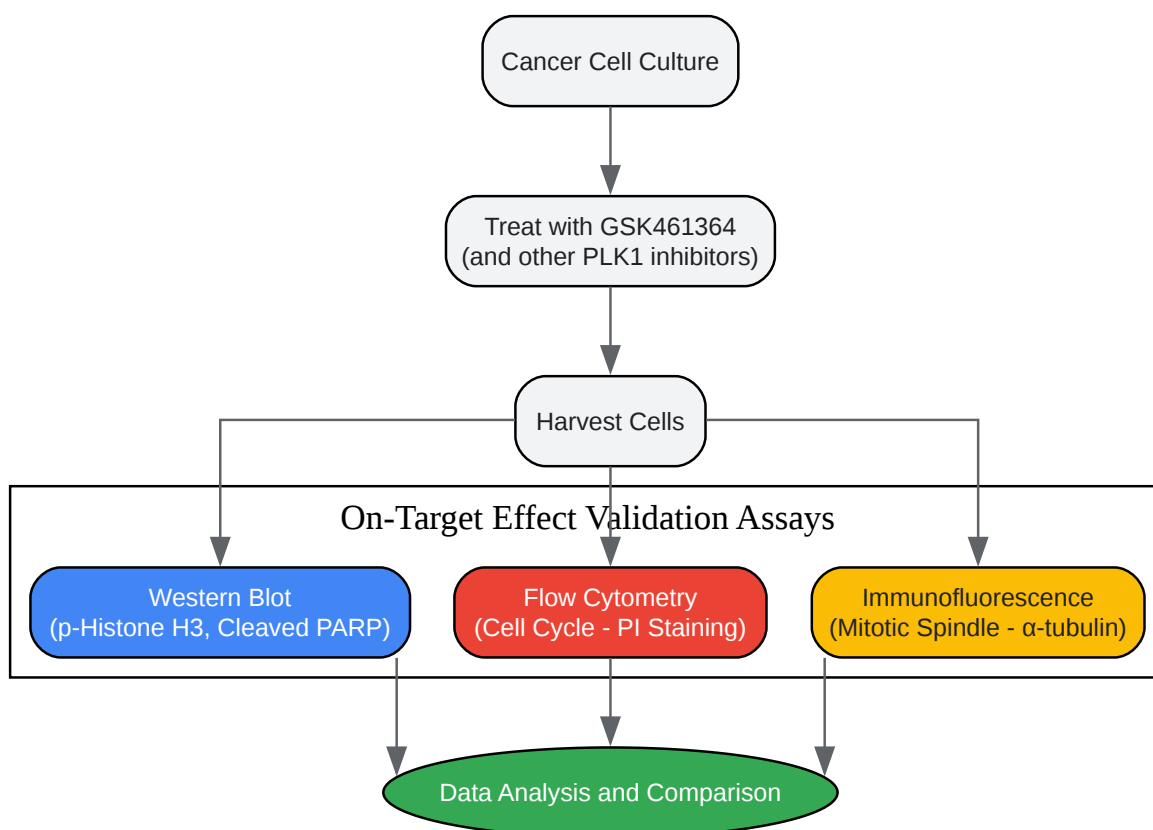 Cancer Cell Culture
Treat with GSK461364
(and other PLK1 inhibitors)
Harvest Cells
On-Target Effect Validation Assays
Western Blot
(p-Histone H3, Cleaved PARP)
Flow Cytometry
(Cell Cycle - PI Staining)
Immunofluorescence
(Mitotic Spindle - α-tubulin)
Data Analysis and Comparison